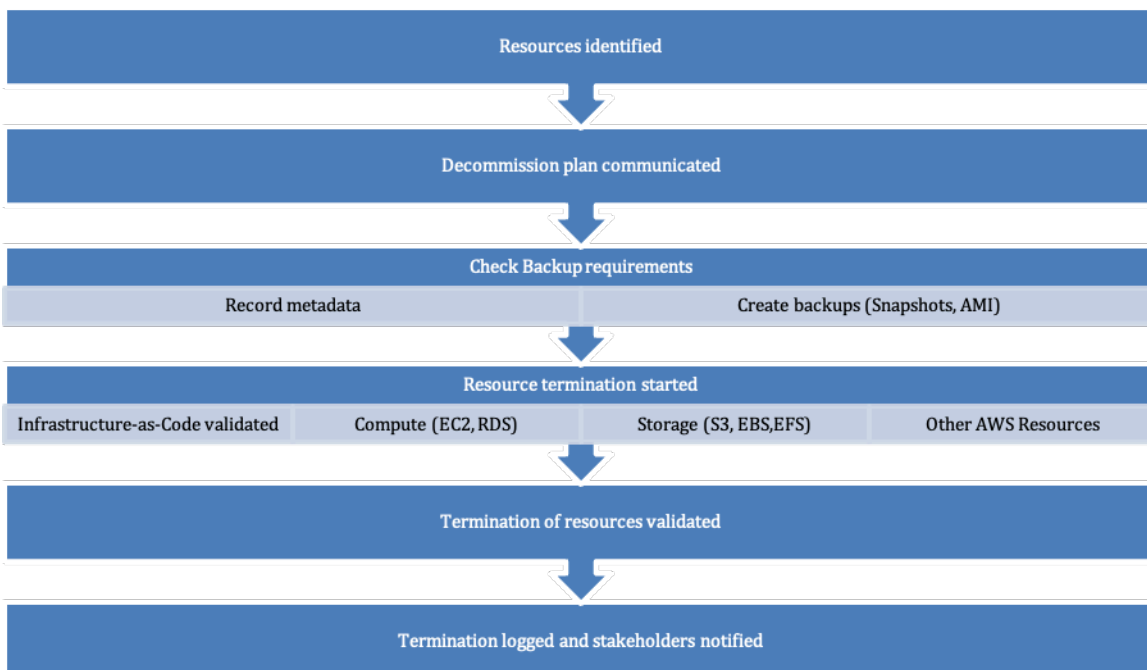 Resources identified
Decommission plan communicated
Check Backup requirements
Record metadata
Create backups (Snapshots, AMI)
Resource termination started
Infrastructure-as-Code validated
Compute (EC2, RDS)
Storage (S3, EBS,EFS)
Other AWS Resources
Termination of resources validated
Termination logged and stakeholders notified